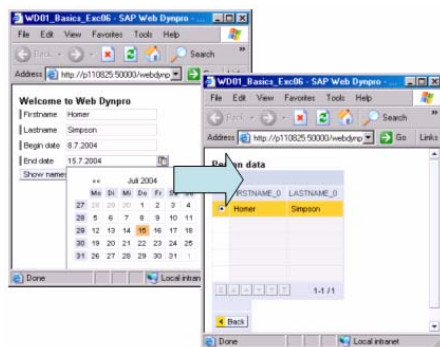 WD01_Basics_Exc06 - SAP Web Dynpro - ...
File Edit View Favorites Tools Help
Back Search
Address http://p110825:50000/webdynp
Welcome to Web Dynpro
Firstname Homer
Lastname Simpson
Begin date 8.7.2004
End date 15.7.2004
Show names
Juli 2004
Mo Di Mi Do Fr
27 28 29 30 1 2 3 4
28 5 6 7 8 9 10 11
29 12 13 14 15 16 17 18
30 19 20 21 22 23 24 25
31 26 27 28 29 30 31 1
Done Local intran
WD01_Basics_Exc06 - SAP Web Dynpro - ...
File Edit View Favorites Tools Help
Back Search
Address http://p110825:50000/webdynp Go Links
data
FIRSTNAME_0 LASTNAME_0
Homer Simpson
1-1 /1
Back
Done Local intranet